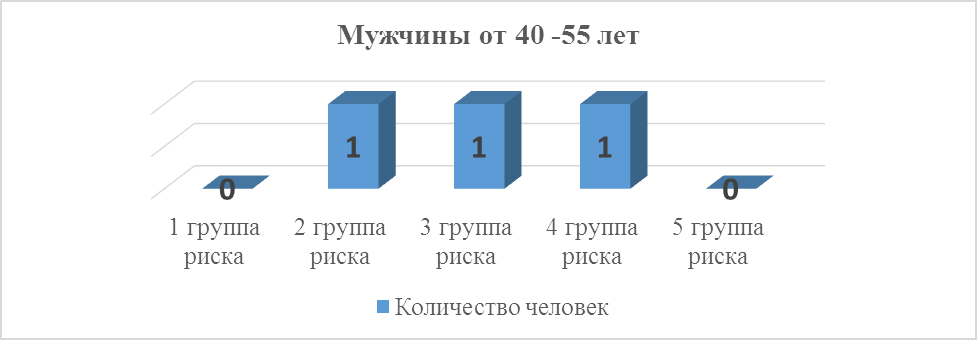 Мужчины от 40 -55 лет
0
1
1
1
0
1 группа риска
2 группа риска
3 группа риска
4 группа риска
5 группа риска
Количество человек